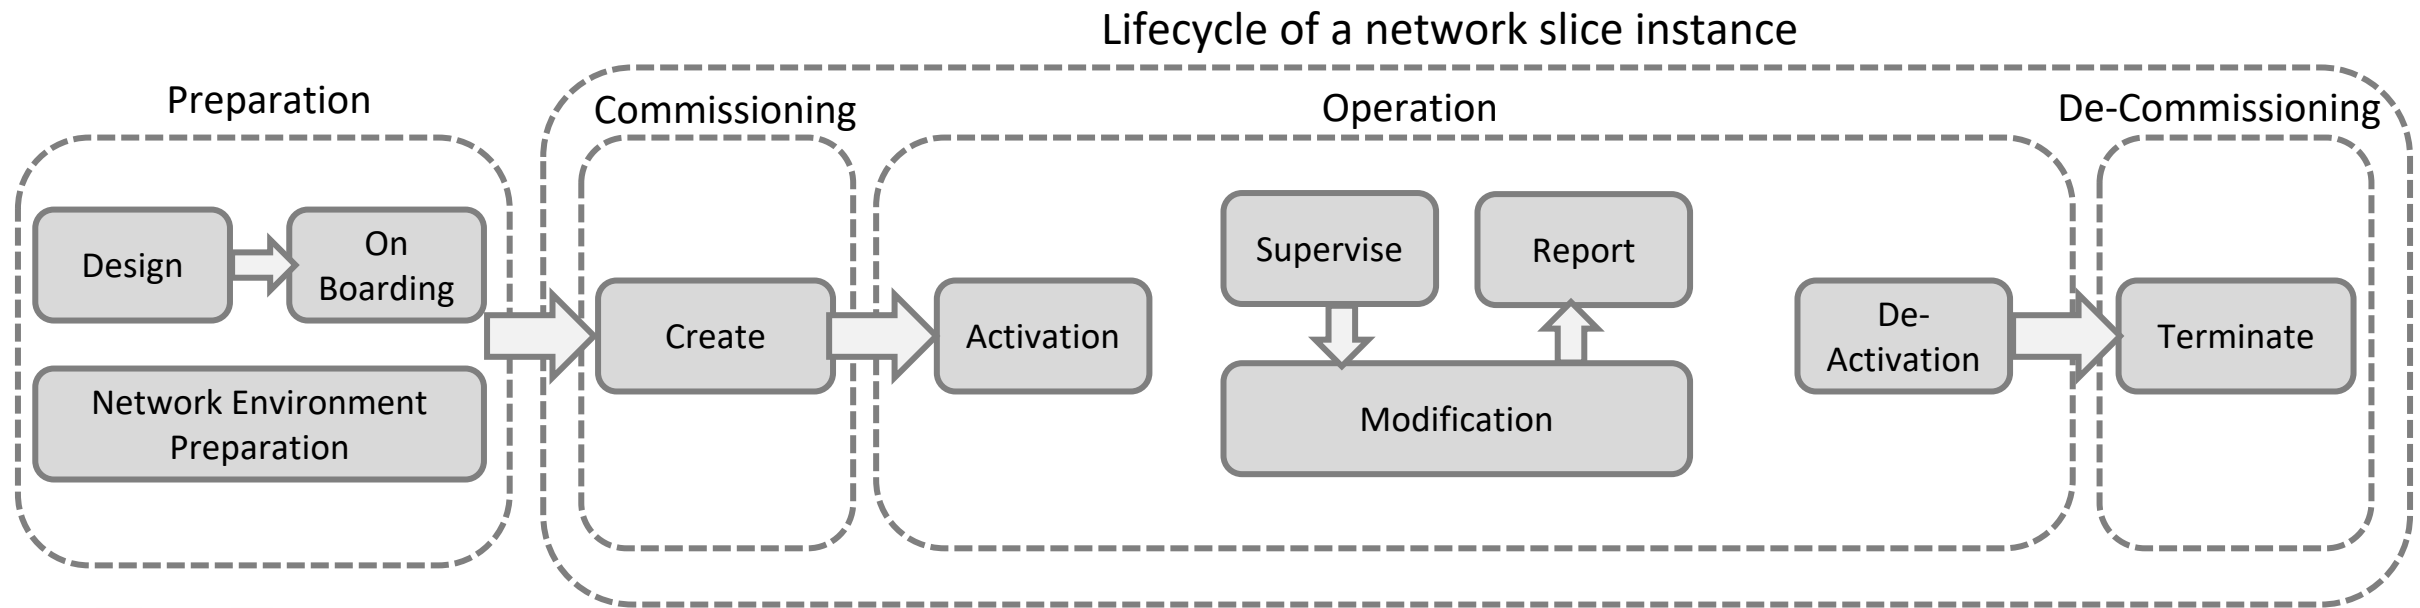 Lifecycle of a network slice instance
Preparation
Commissioning
Operation
De-Commissioning
Design
On
Boarding
Network Environment
Preparation
Create
Activation
Supervise
Report
Modification
De-
Activation
Terminate